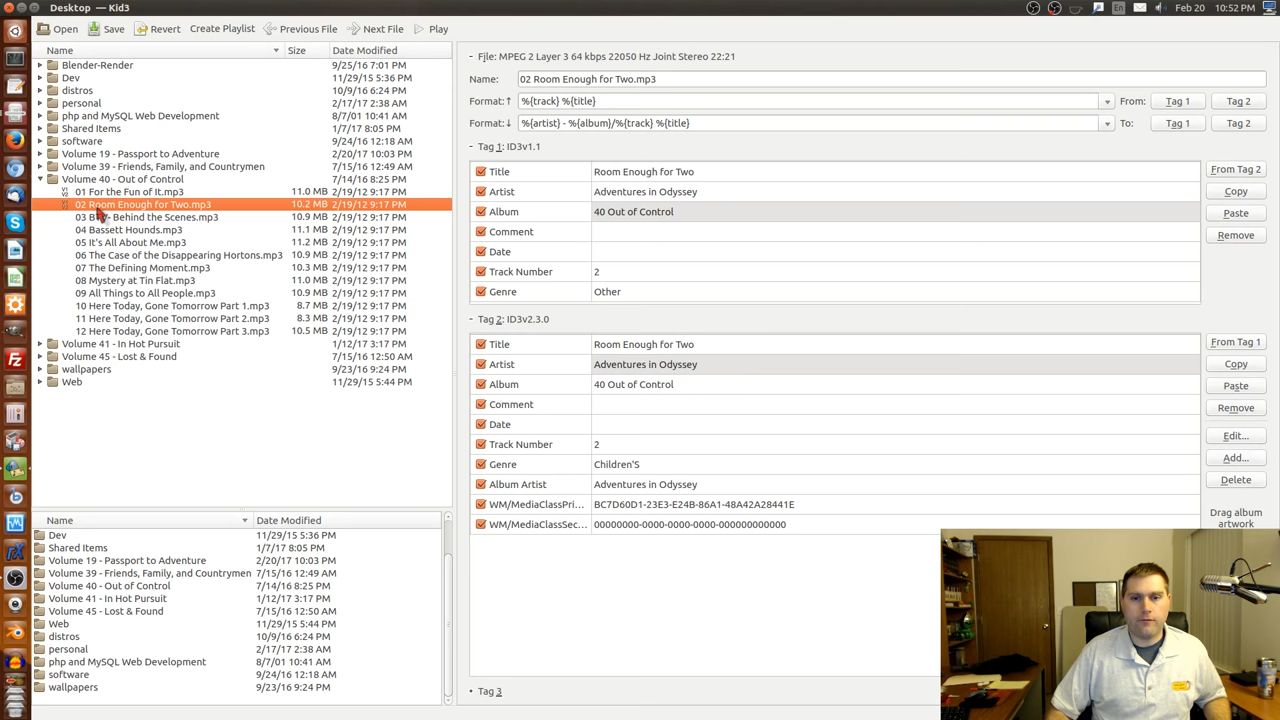 Desktop — Kid3
En
Feb 20
10:52 PM
Open
Save
Revert
Create Playlist
Previous File
Next File
Play
Name Size Date Modified
Blender-Render 9/25/16 7:01 PM
Dev 11/29/15 5:36 PM
distros 10/9/16 6:24 PM
personal 2/17/17 2:38 AM
php and MySQL Web Development 8/7/01 10:41 AM
Shared Items 1/7/17 8:05 PM
software 9/24/16 12:18 AM
Volume 19 - Passport to Adventure 2/20/17 10:03 PM
Volume 39 - Friends, Family, and Countrymen 7/15/16 12:49 AM
Volume 40 - Out of Control 7/14/16 8:25 PM
01 For the Fun of It.mp3 11.0 MB 2/19/12 9:17 PM
02 Room Enough for Two.mp3 10.2 MB 2/19/12 9:17 PM
03 Behind the Scenes.mp3 10.9 MB 2/19/12 9:17 PM
04 Bassett Hounds.mp3 11.1 MB 2/19/12 9:17 PM
05 It's All About Me.mp3 11.2 MB 2/19/12 9:17 PM
06 The Case of the Disappearing Hortons.mp3 10.9 MB 2/19/12 9:17 PM
07 The Defining Moment.mp3 10.3 MB 2/19/12 9:17 PM
08 Mystery at Tin Flat.mp3 11.0 MB 2/19/12 9:17 PM
09 All Things to All People.mp3 10.9 MB 2/19/12 9:17 PM
10 Here Today, Gone Tomorrow Part 1.mp3 8.7 MB 2/19/12 9:17 PM
11 Here Today, Gone Tomorrow Part 2.mp3 8.3 MB 2/19/12 9:17 PM
12 Here Today, Gone Tomorrow Part 3.mp3 10.5 MB 2/19/12 9:17 PM
Volume 41 - In Hot Pursuit 1/12/17 3:17 PM
Volume 45 - Lost & Found 7/15/16 12:50 AM
wallpapers 9/23/16 9:24 PM
Web 11/29/15 5:44 PM
Name Date Modified
Dev 11/29/15 5:36 PM
Shared Items 1/7/17 8:05 PM
Volume 19 - Passport to Adventure 2/20/17 10:03 PM
Volume 39 - Friends, Family, and Countrymen 7/15/16 12:49 AM
Volume 40 - Out of Control 7/14/16 8:25 PM
Volume 41 - In Hot Pursuit 1/12/17 3:17 PM
Volume 45 - Lost & Found 7/15/16 12:50 AM
Web 11/29/15 5:44 PM
distros 10/9/16 6:24 PM
personal 2/17/17 2:38 AM
php and MySQL Web Development 8/7/01 10:41 AM
software 9/24/16 12:18 AM
wallpapers 9/23/16 9:24 PM
File: MPEG 2 Layer 3 64 kbps 22050 Hz Joint Stereo 22:21
Name: 02 Room Enough for Two.mp3
Format:↑ %{track} %{title} From: Tag 1 Tag 2
Format:↓ %{artist} - %{album}/%{track} %{title} To: Tag 1 Tag 2
Tag 1: ID3v1.1
Title Room Enough for Two
Artist Adventures in Odyssey
Album 40 Out of Control
Comment
Date
Track Number 2
Genre Other
From Tag 2
Copy
Paste
Remove
Tag 2: ID3v2.3.0
Title Room Enough for Two
Artist Adventures in Odyssey
Album 40 Out of Control
Comment
Date
Track Number 2
Genre Children'S
Album Artist Adventures in Odyssey
WM/MediaClassPri... BC7D60D1-23E3-E24B-86A1-48A42A28441E
WM/MediaClassSec... 00000000-0000-0000-0000-000000000000
From Tag 1
Copy
Paste
Remove
Edit...
Add...
Delete
Drag album
artwork
Tag 3